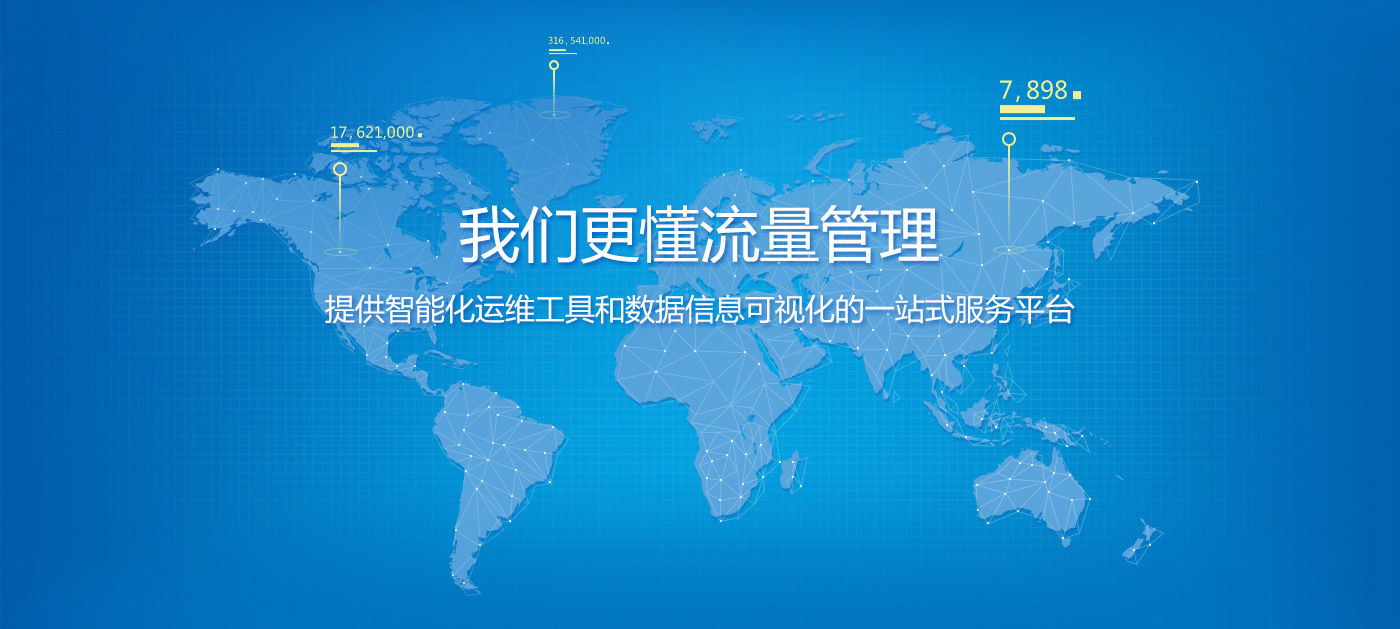 316,541,000.
7,898.
17,621,000.
我们更懂流量管理
提供智能化运维工具和数据信息可视化的一站式服务平台